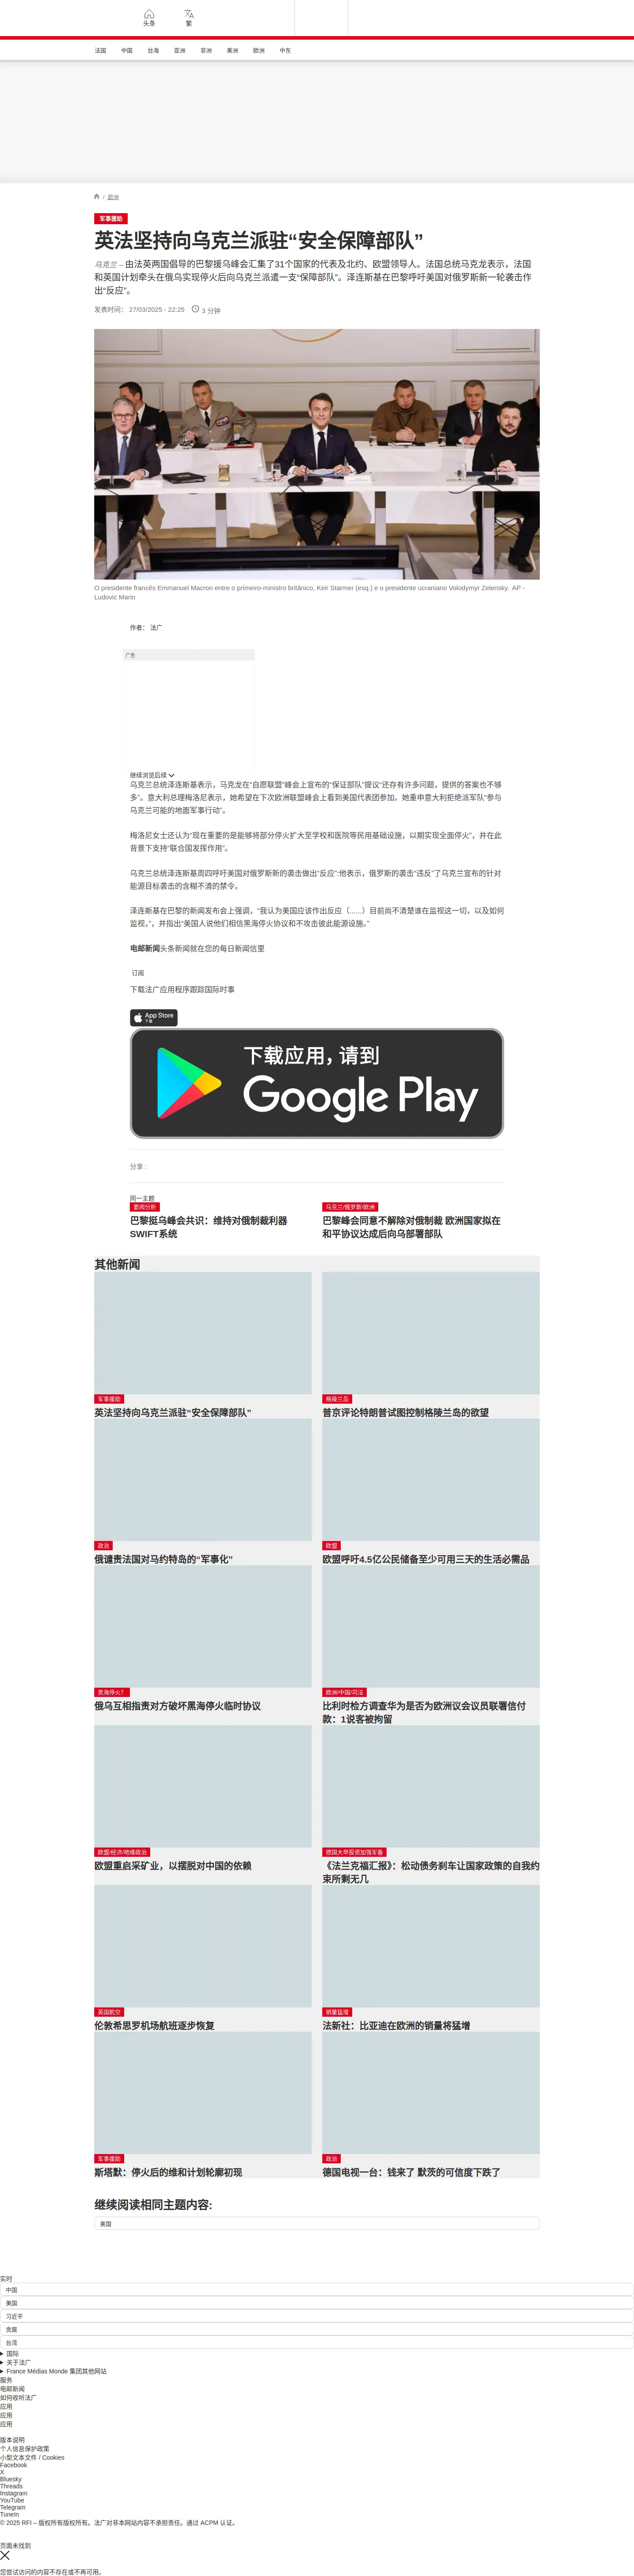 头条
繁
法国
中国
台海
亚洲
非洲
美洲
欧洲
中东
/ 欧洲
军事援助
英法坚持向乌克兰派驻“安全保障部队”
乌克兰 – 由法英两国倡导的巴黎援乌峰会汇集了31个国家的代表及北约、欧盟领导人。法国总统马克龙表示，法国
和英国计划牵头在俄乌实现停火后向乌克兰派遣一支“保障部队”。泽连斯基在巴黎呼吁美国对俄罗斯新一轮袭击作
出“反应”。
发表时间： 27/03/2025 - 22:25
3 分钟
O presidente francês Emmanuel Macron entre o primeiro-ministro britânico, Keir Starmer (esq.) e o presidente ucraniano Volodymyr Zelensky. AP -
Ludovic Marin
作者： 法广
广告
继续浏览后续
乌克兰总统泽连斯基表示，马克龙在“自愿联盟”峰会上宣布的“保证部队”提议“还存有许多问题，提供的答案也不够
多”。意大利总理梅洛尼表示，她希望在下次欧洲联盟峰会上看到美国代表团参加。她重申意大利拒绝派军队“参与
乌克兰可能的地面军事行动”。
梅洛尼女士还认为“现在重要的是能够将部分停火扩大至学校和医院等民用基础设施，以期实现全面停火”，并在此
背景下支持“联合国发挥作用”。
乌克兰总统泽连斯基周四呼吁美国对俄罗斯新的袭击做出“反应”:他表示，俄罗斯的袭击“违反”了乌克兰宣布的针对
能源目标袭击的含糊不清的禁令。
泽连斯基在巴黎的新闻发布会上强调，“我认为美国应该作出反应（......）目前尚不清楚谁在监视这一切，以及如何
监视，”，并指出“美国人说他们相信黑海停火协议和不攻击彼此能源设施。”
电邮新闻头条新闻就在您的每日新闻信里
订阅
下载法广应用程序跟踪国际时事
App Store
下载
下载应用，请到
Google Play
分享 :
同一主题
要闻分析
巴黎挺乌峰会共识：维持对俄制裁利器
SWIFT系统
乌克兰/俄罗斯/欧洲
巴黎峰会同意不解除对俄制裁 欧洲国家拟在
和平协议达成后向乌部署部队
其他新闻
军事援助
英法坚持向乌克兰派驻“安全保障部队”
格陵兰岛
普京评论特朗普试图控制格陵兰岛的欲望
政治
俄谴责法国对马约特岛的“军事化”
欧盟
欧盟呼吁4.5亿公民储备至少可用三天的生活必需品
黑海停火?
俄乌互相指责对方破坏黑海停火临时协议
欧洲/中国/司法
比利时检方调查华为是否为欧洲议会议员联署信付
款：1说客被拘留
欧盟/经济/地缘政治
欧盟重启采矿业，以摆脱对中国的依赖
德国大举投资加强军备
《法兰克福汇报》：松动债务刹车让国家政策的自我约
束所剩无几
英国航空
伦敦希思罗机场航班逐步恢复
销量猛增
法新社：比亚迪在欧洲的销量将猛增
军事援助
斯塔默：停火后的维和计划轮廓初现
政治
德国电视一台：钱来了 默茨的可信度下跌了
继续阅读相同主题内容:
美国
实时
中国
美国
习近平
贪腐
台湾
国际
关于法广
France Médias Monde 集团其他网站
服务
电邮新闻
如何收听法广
应用
应用
应用
版本说明
个人信息保护政策
小型文本文件 / Cookies
Facebook
X
Bluesky
Threads
Instagram
YouTube
Telegram
TuneIn
© 2025 RFI – 版权所有版权所有。法广对非本网站内容不承担责任。通过 ACPM 认证。
页面未找到
您尝试访问的内容不存在或不再可用。